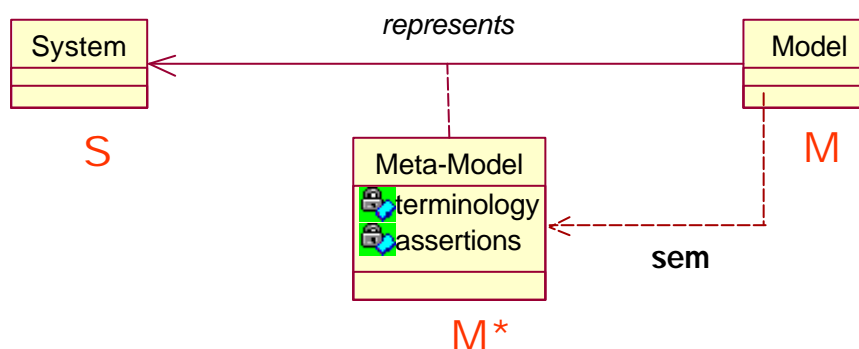 represents
System
Model
S
M
Meta-Model
terminology
assertions
sem
M*